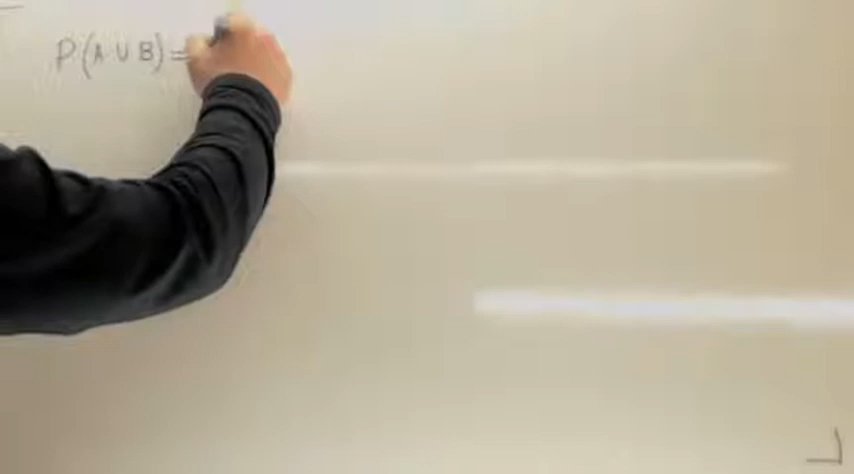 P(A ∪ B) =